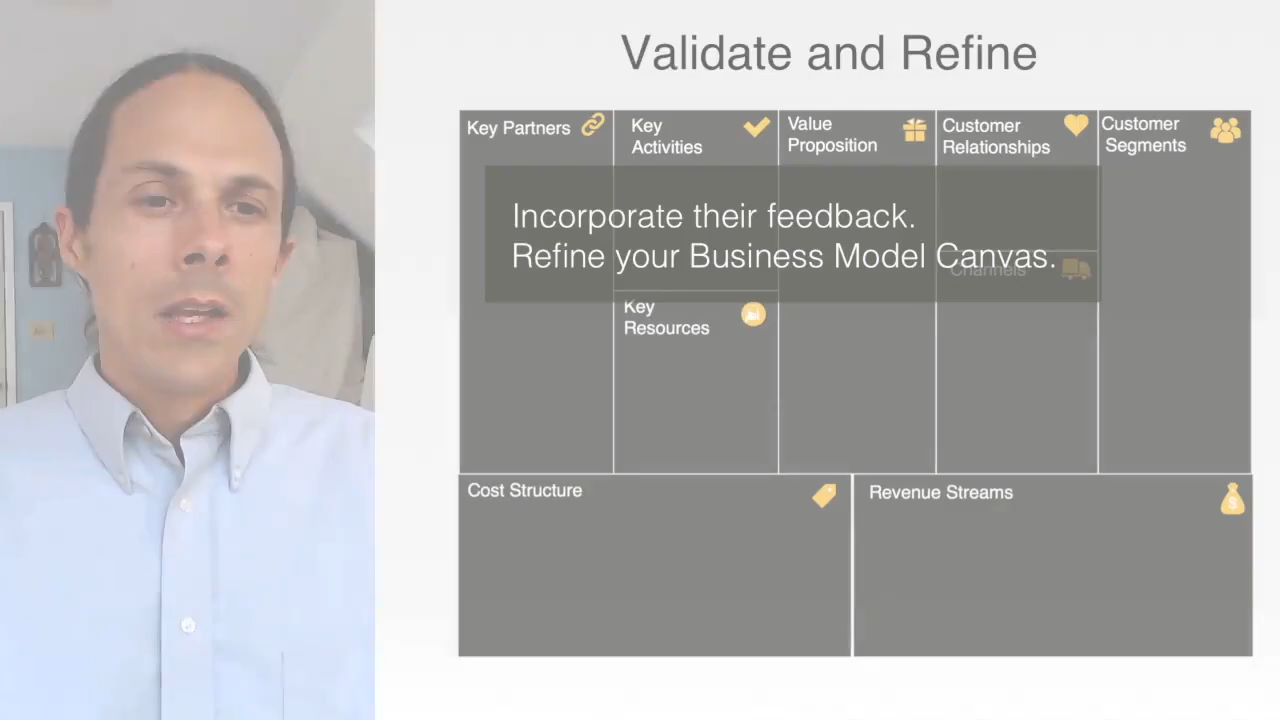 Validate and Refine
Key Partners
Key
Activities
Value
Proposition
Customer
Relationships
Customer
Segments
Incorporate their feedback.
Refine your Business Model Canvas.
Channels
Key
Resources
Cost Structure
Revenue Streams
$